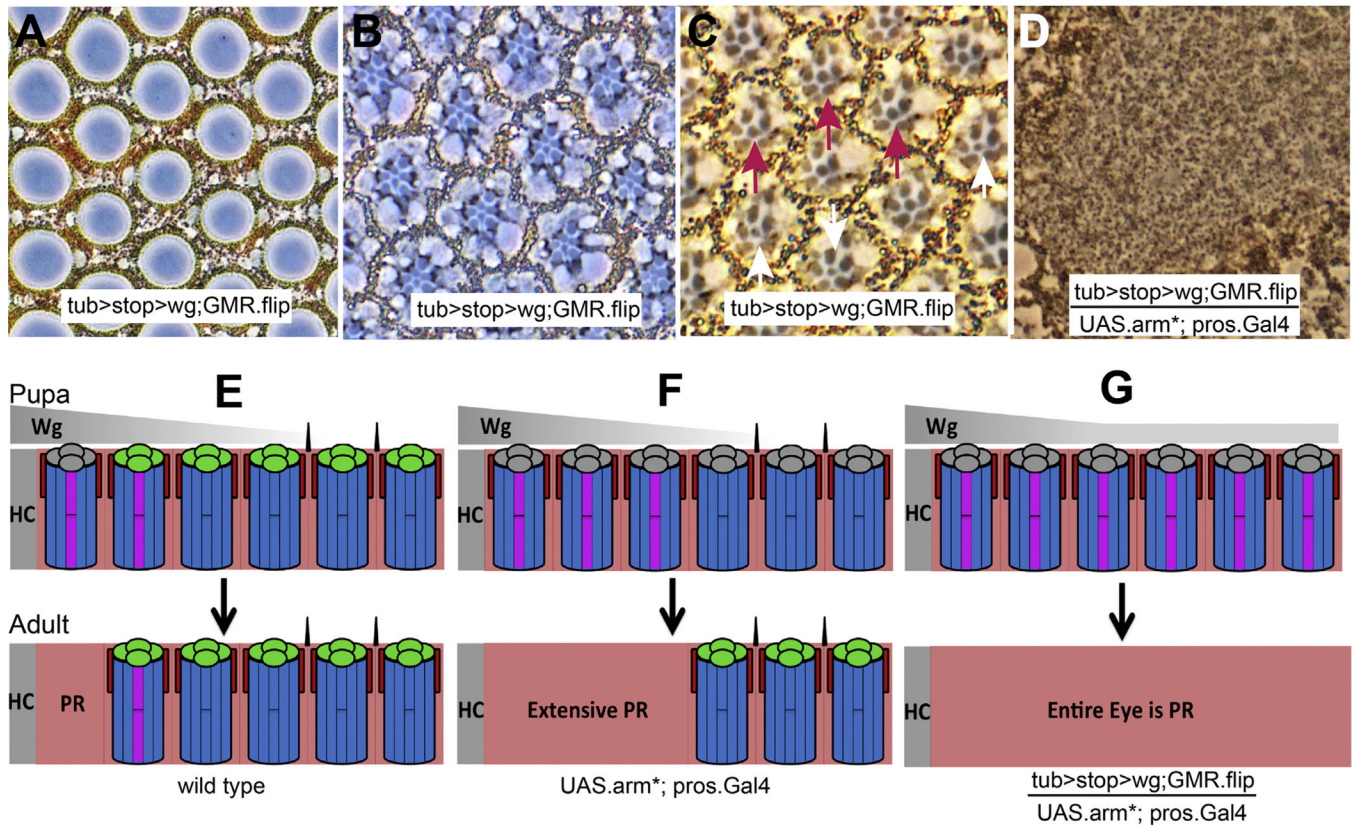 A
B
C
D
tub>stop>wg;GMR.flip
tub>stop>wg;GMR.flip
tub>stop>wg;GMR.flip
tub>stop>wg;GMR.flip
UAS.arm*; pros.Gal4
E
F
G
Pupa
Wg
Wg
Wg
HC
HC
HC
Adult
HC
PR
HC
Extensive PR
HC
Entire Eye is PR
wild type
UAS.arm*; pros.Gal4
tub>stop>wg;GMR.flip
UAS.arm*; pros.Gal4